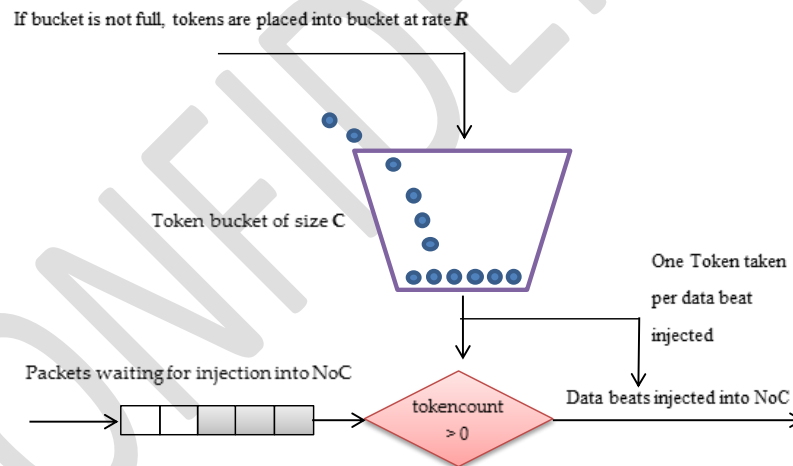 If bucket is not full, tokens are placed into bucket at rate R
Token bucket of size C
One Token taken
per data beat
injected
Packets waiting for injection into NoC
tokencount
> 0
Data beats injected into NoC